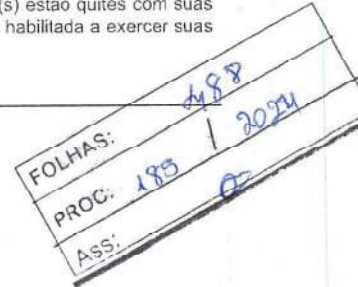 (s) estão quites com suas
habilitada a exercer suas
FOLHAS: 488
PROC: 185 / 2024
ASS: